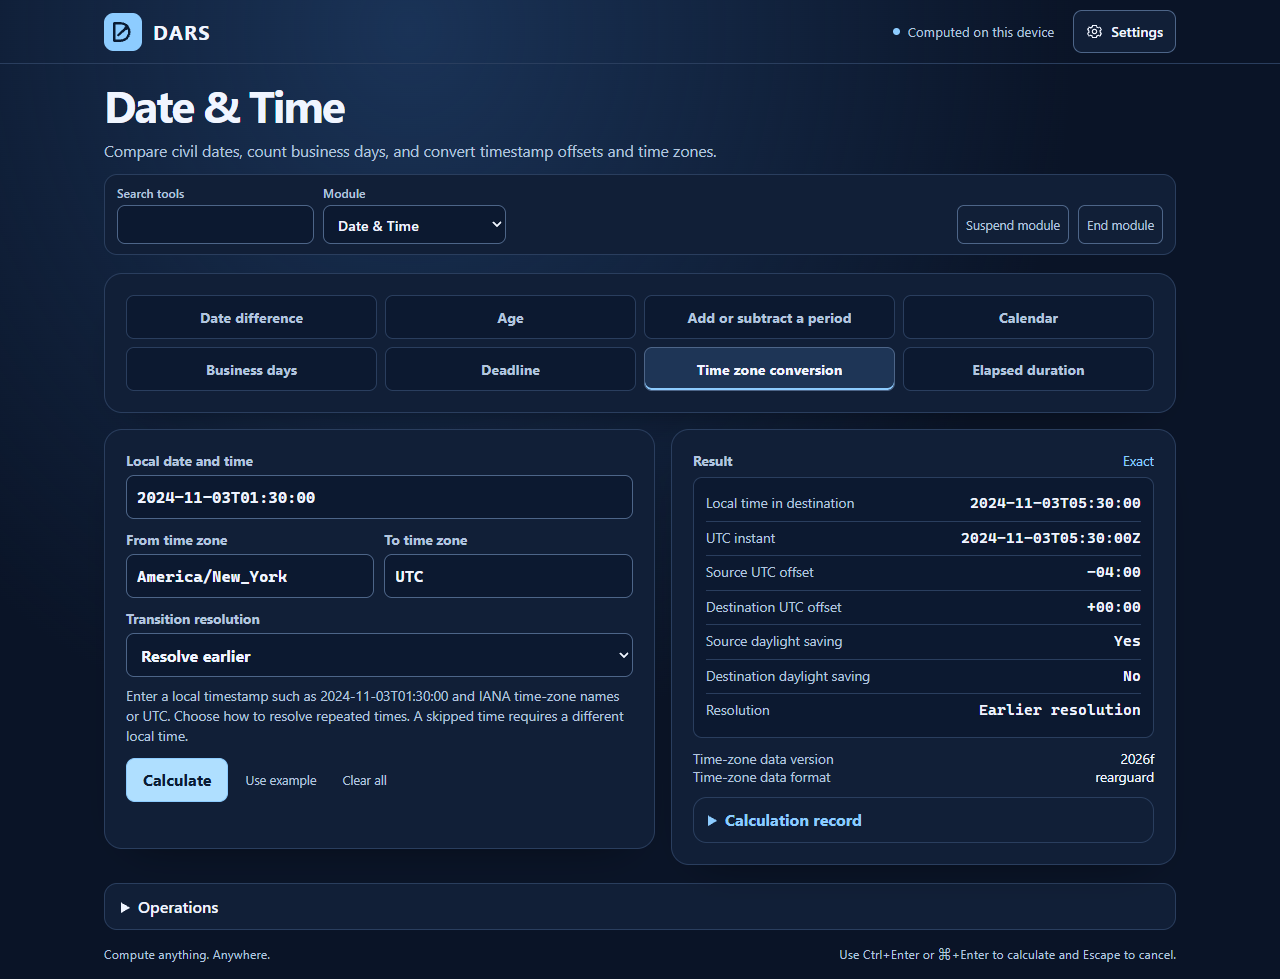 DARS
Computed on this device
Settings
Date & Time
Compare civil dates, count business days, and convert timestamp offsets and time zones.
Search tools
Module
Date & Time
Suspend module
End module
Date difference
Age
Add or subtract a period
Calendar
Business days
Deadline
Time zone conversion
Elapsed duration
Local date and time
2024-11-03T01:30:00
From time zone
To time zone
America/New_York
UTC
Transition resolution
Resolve earlier
Enter a local timestamp such as 2024-11-03T01:30:00 and IANA time-zone names
or UTC. Choose how to resolve repeated times. A skipped time requires a different
local time.
Calculate
Use example
Clear all
Result
Exact
Local time in destination 2024-11-03T05:30:00
UTC instant 2024-11-03T05:30:00Z
Source UTC offset −04:00
Destination UTC offset +00:00
Source daylight saving Yes
Destination daylight saving No
Resolution Earlier resolution
Time-zone data version 2026f
Time-zone data format rearguard
Calculation record
Operations
Compute anything. Anywhere.
Use Ctrl+Enter or ⌘+Enter to calculate and Escape to cancel.